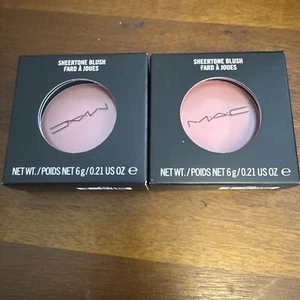 SHEERTONE BLUSH
FARD À JOUES
MAC
NET WT./POIDS NET 6 g/0.21 US OZ e
SHEERTONE BLUSH
FARD À JOUES
MAC
NET WT./POIDS NET 6 g/0.21 US OZ e